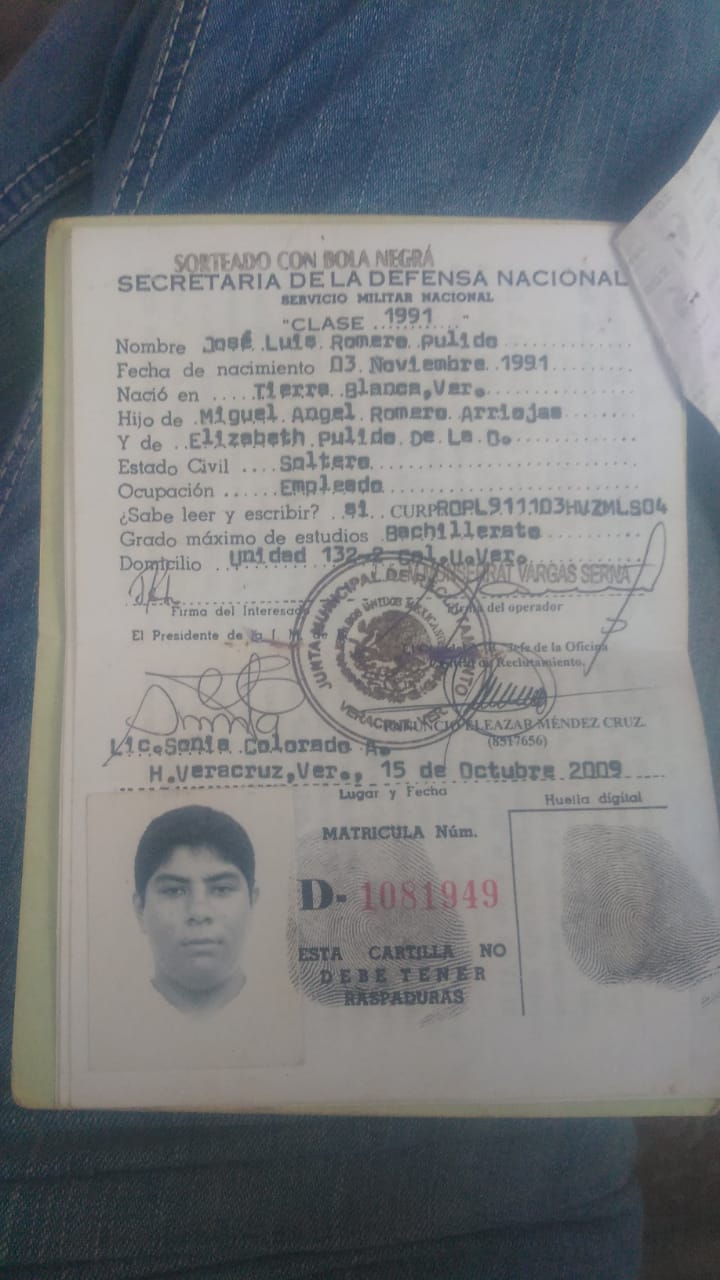 SORTEADO CON BOLA NEGRA
SECRETARIA DE LA DEFENSA NACIONAL
SERVICIO MILITAR NACIONAL
"CLASE 1991"
Nombre José Luis Romero Pulido
Fecha de nacimiento 03 Noviembre 1991
Nació en Tierra Blanca,Ver.
Hijo de Miguel Angel Romero Arriojas
Y de Elizabeth Pulido De La O.
Estado Civil Soltero
Ocupación Empleado
¿Sabe leer y escribir? si CURP ROPL911103HVZMLS04
Grado máximo de estudios Bachillerato
Domicilio Unidad 132-2 Col.U.Ver.
VARGAS SERNA
Firma del Interesado Firma del operador
El Presidente de la J. M. Jefe de la Oficina
de Reclutamiento.
JUNTA MUNICIPAL DE RECLUTAMIENTO
ESTADOS UNIDOS MEXICANOS
VERACRUZ, VER.
ELEAZAR MÉNDEZ CRUZ.
(8517656)
Lic.Sonia Colorado A.
H.Veracruz,Ver., 15 de Octubre 2009
Lugar y Fecha
Huella digital
MATRICULA Núm.
D- 1081949
ESTA CARTILLA NO
DEBE TENER
RASPADURAS